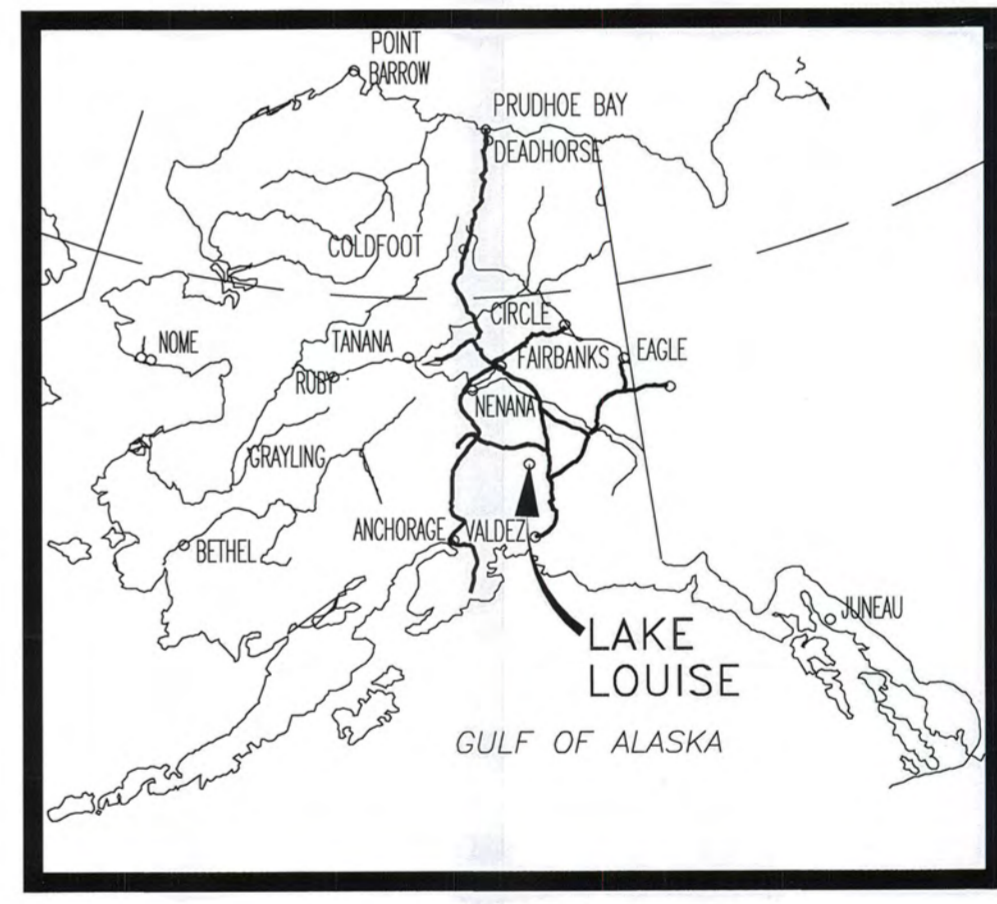 POINT
BARROW
PRUDHOE BAY
DEADHORSE
COLDFOOT
CIRCLE
NOME
TANANA
FAIRBANKS
EAGLE
RUBY
NENANA
GRAYLING
ANCHORAGE
VALDEZ
BETHEL
JUNEAU
LAKE
LOUISE
GULF OF ALASKA